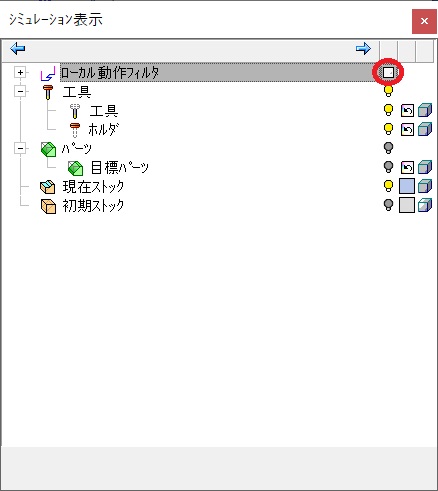 ｼﾐｭﾚｰｼｮﾝ表示
ﾛｰｶﾙ動作ﾌｨﾙﾀ
工具
工具
ﾎﾙﾀﾞ
ﾊﾟｰﾂ
目標ﾊﾟｰﾂ
現在ストック
初期ストック